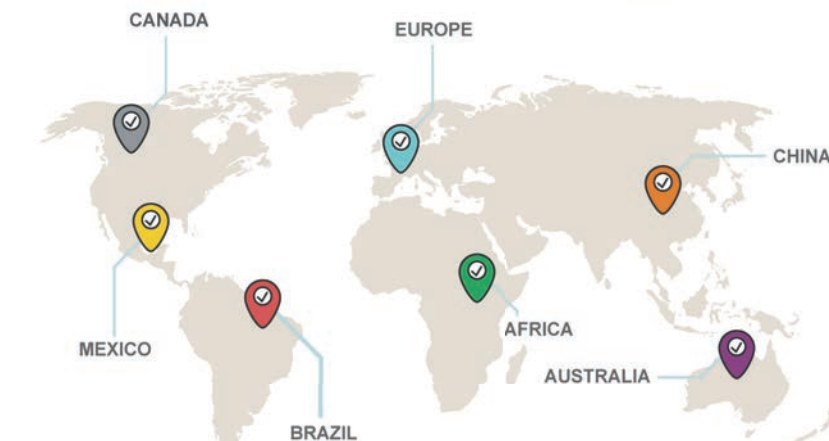 CANADA
EUROPE
CHINA
AFRICA
MEXICO
AUSTRALIA
BRAZIL